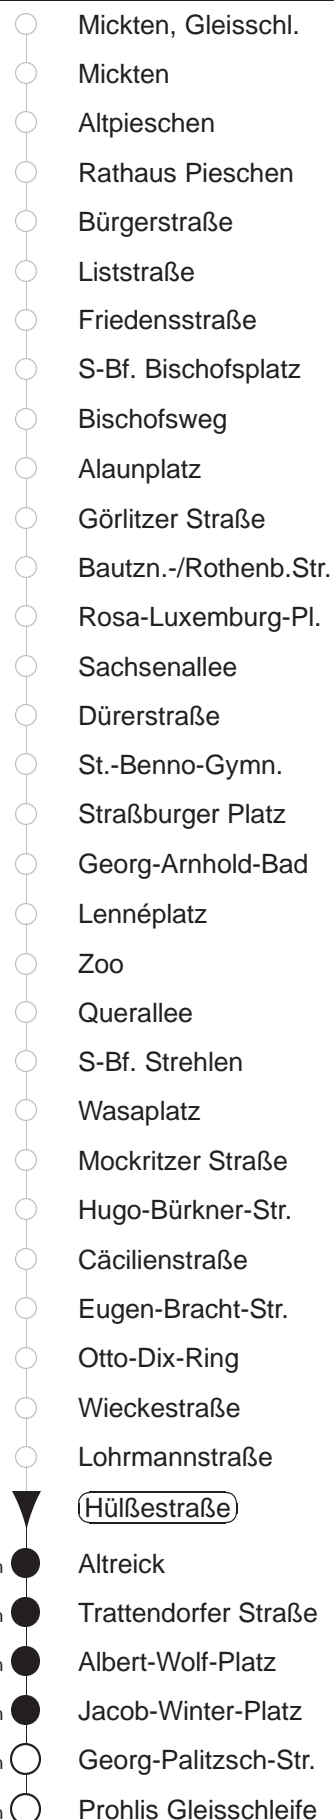 Mickten, Gleisschl.
Mickten
Altpieschen
Rathaus Pieschen
Bürgerstraße
Liststraße
Friedensstraße
S-Bf. Bischofsplatz
Bischofsweg
Alaunplatz
Görlitzer Straße
Bautzn.-/Rothenb.Str.
Rosa-Luxemburg-Pl.
Sachsenallee
Dürerstraße
St.-Benno-Gymn.
Straßburger Platz
Georg-Arnhold-Bad
Lennéplatz
Zoo
Querallee
S-Bf. Strehlen
Wasaplatz
Mockritzer Straße
Hugo-Bürkner-Str.
Cäcilienstraße
Eugen-Bracht-Str.
Otto-Dix-Ring
Wieckestraße
Lohrmannstraße
Hülßestraße
Altreick
Trattendorfer Straße
Albert-Wolf-Platz
Jacob-Winter-Platz
Georg-Palitzsch-Str.
Prohlis Gleisschleife